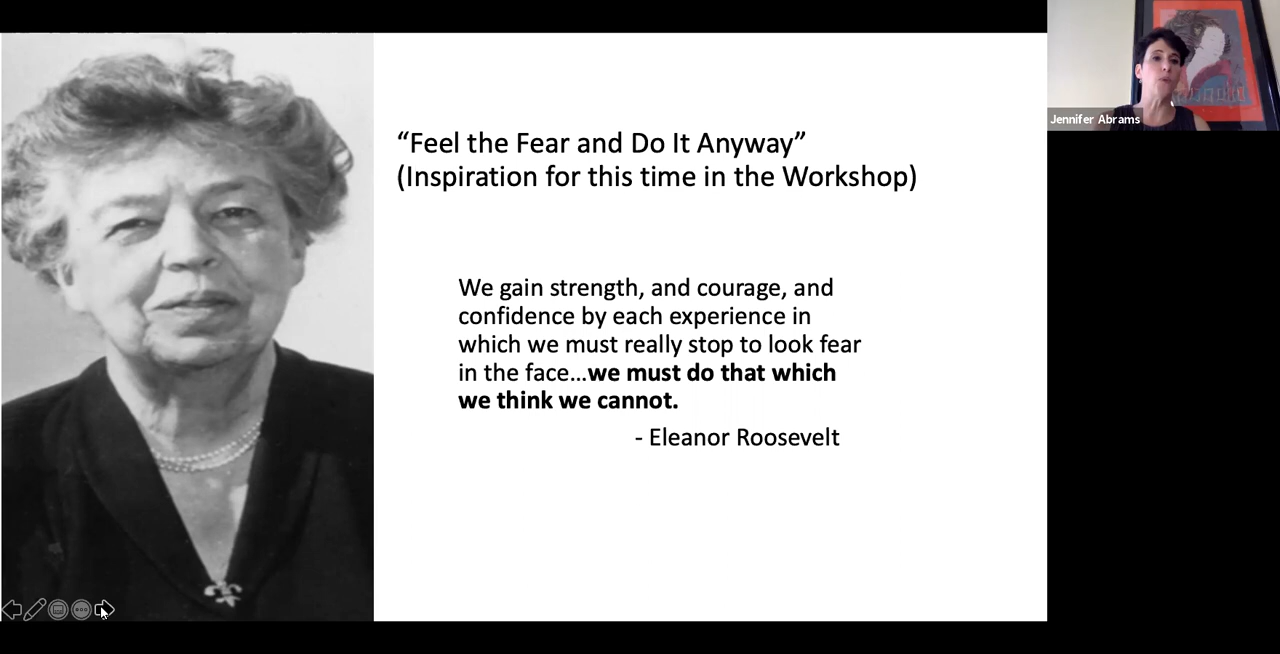 “Feel the Fear and Do It Anyway”
(Inspiration for this time in the Workshop)
We gain strength, and courage, and
confidence by each experience in
which we must really stop to look fear
in the face…we must do that which
we think we cannot.
- Eleanor Roosevelt
Jennifer Abrams